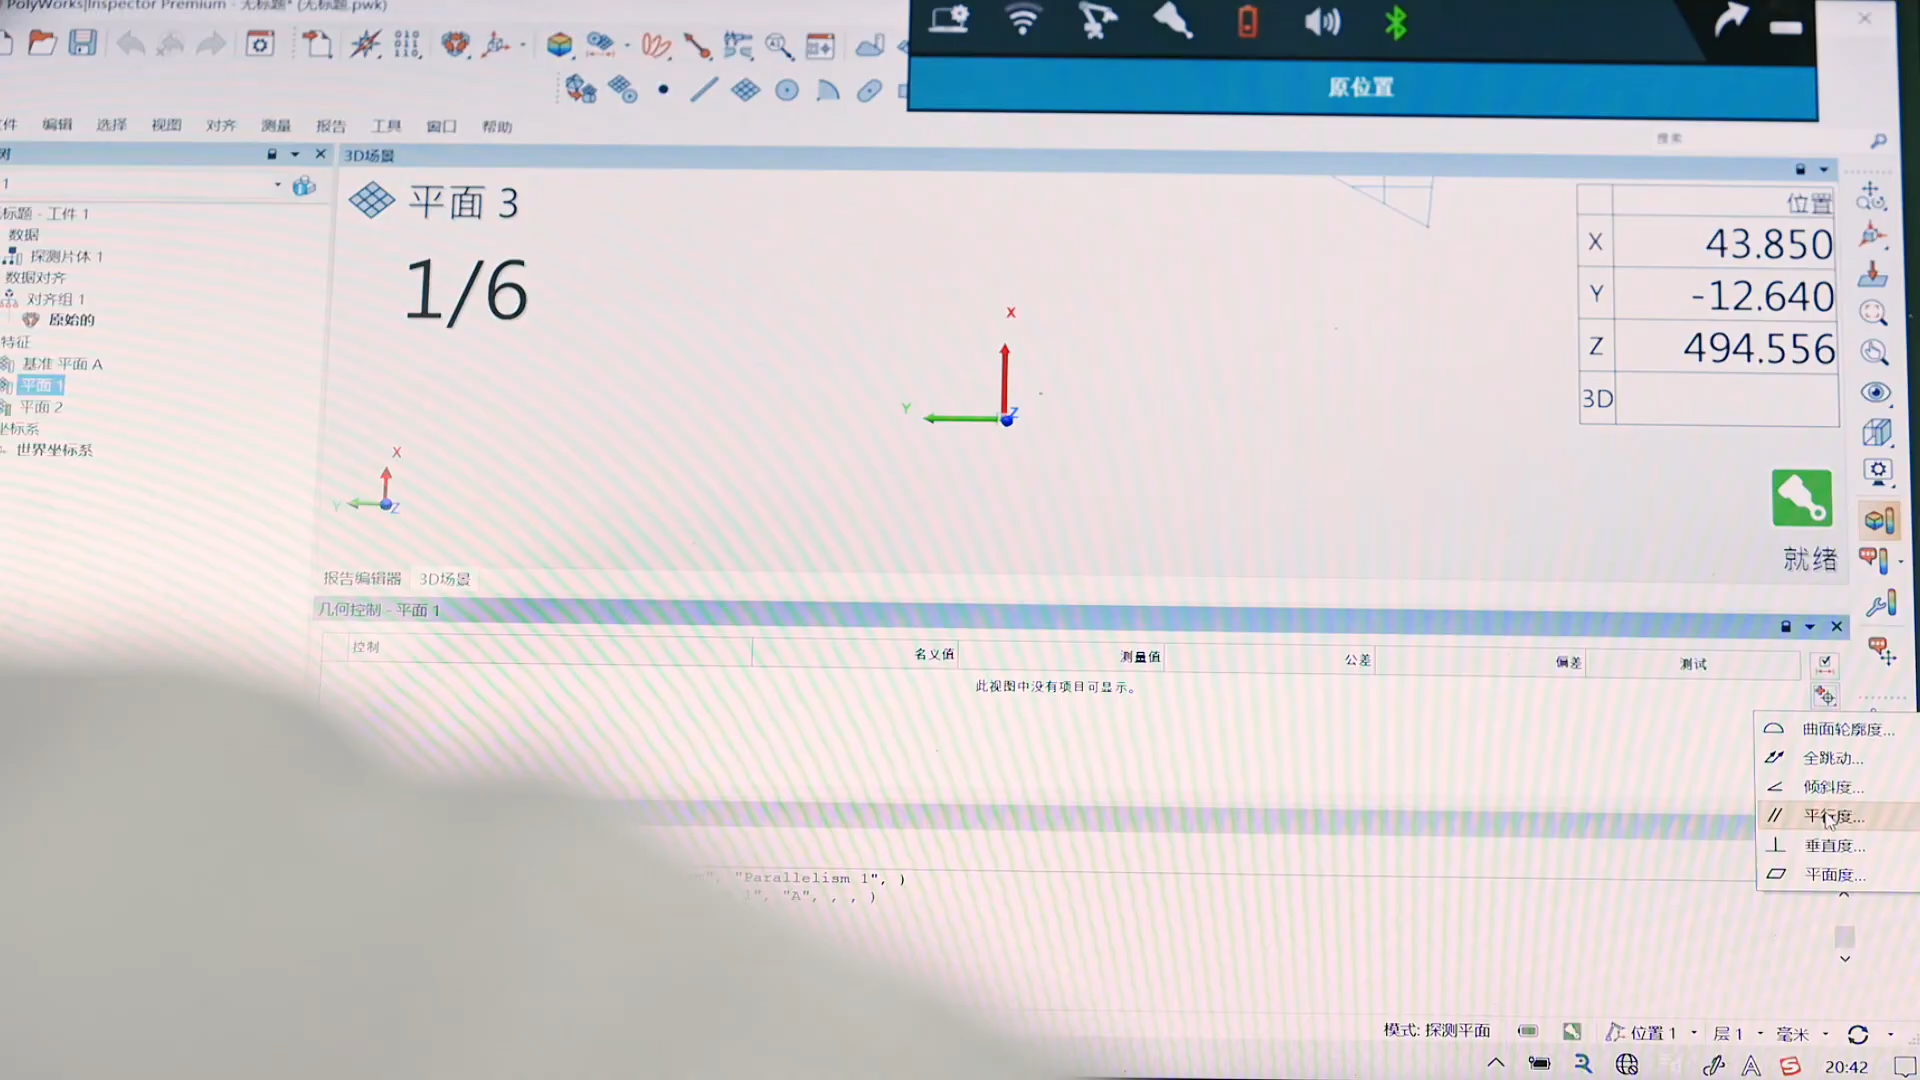 PolyWorks|Inspector Premium - 无标题* (无标题.pwk)
原位置
编辑 选择 视图 对齐 测量 报告 工具 窗口 帮助
搜索
3D场景
1
平面 3
1/6
工件 1
数据
探测片体 1
数据对齐
对齐组 1
原始的
特征
基准 平面 A
平面 1
平面 2
坐标系
世界坐标系
X
Y
Z
X
Y
Z
位置
X 43.850
Y -12.640
Z 494.556
3D
就绪
报告编辑器 3D场景
几何控制 - 平面 1
控制 名义值 测量值 公差 偏差 测试
此视图中没有项目可显示。
曲面轮廓度...
全跳动...
倾斜度...
平行度...
垂直度...
平面度...
"Parallelism 1", )
"A", , , )
模式: 探测平面 位置 1 层 1 毫米
20:42